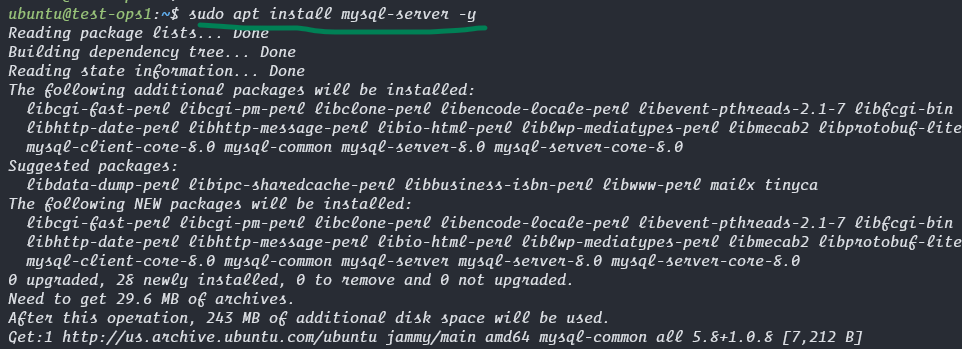 ubuntu@test-ops1:~$ sudo apt install mysql-server -y
Reading package lists... Done
Building dependency tree... Done
Reading state information... Done
The following additional packages will be installed:
libcgi-fast-perl libcgi-pm-perl libclone-perl libencode-locale-perl libevent-pthreads-2.1-7 libfcgi-bin
libhttp-date-perl libhttp-message-perl libio-html-perl liblwp-mediatypes-perl libmecab2 libprotobuf-lite
mysql-client-core-8.0 mysql-common mysql-server-8.0 mysql-server-core-8.0
Suggested packages:
libdata-dump-perl libipc-sharedcache-perl libbusiness-isbn-perl libwww-perl mailx tinyca
The following NEW packages will be installed:
libcgi-fast-perl libcgi-pm-perl libclone-perl libencode-locale-perl libevent-pthreads-2.1-7 libfcgi-bin
libhttp-date-perl libhttp-message-perl libio-html-perl liblwp-mediatypes-perl libmecab2 libprotobuf-lite
mysql-client-core-8.0 mysql-common mysql-server mysql-server-8.0 mysql-server-core-8.0
0 upgraded, 28 newly installed, 0 to remove and 0 not upgraded.
Need to get 29.6 MB of archives.
After this operation, 243 MB of additional disk space will be used.
Get:1 http://us.archive.ubuntu.com/ubuntu jammy/main amd64 mysql-common all 5.8+1.0.8 [7,212 B]